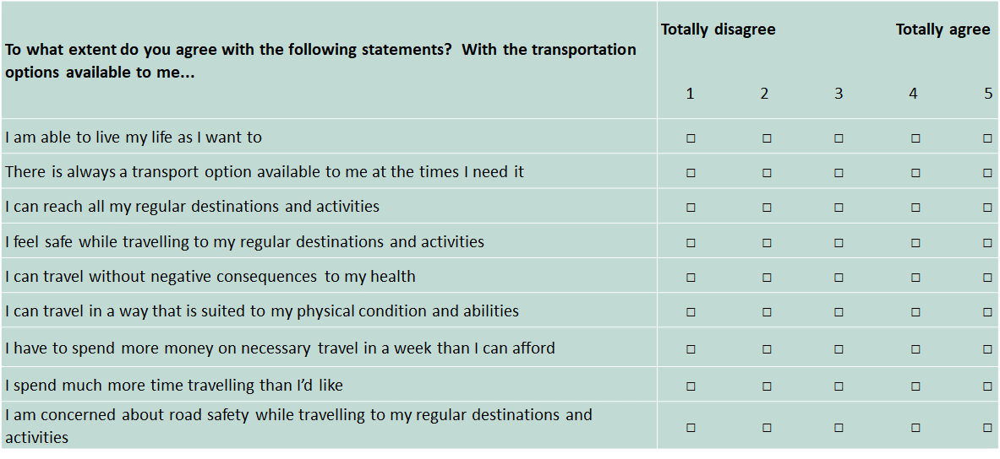 To what extent do you agree with the following statements?  With the transportation
options available to me...
Totally disagree Totally agree
1 2 3 4 5
I am able to live my life as I want to
There is always a transport option available to me at the times I need it
I can reach all my regular destinations and activities
I feel safe while travelling to my regular destinations and activities
I can travel without negative consequences to my health
I can travel in a way that is suited to my physical condition and abilities
I have to spend more money on necessary travel in a week than I can afford
I spend much more time travelling than I’d like
I am concerned about road safety while travelling to my regular destinations and
activities